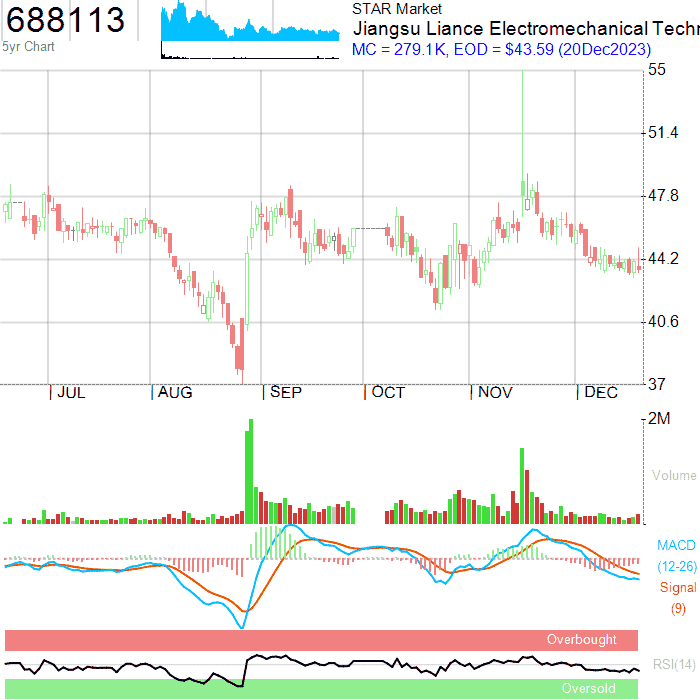 688113
5yr Chart
STAR Market
Jiangsu Liance Electromechanical Techn
MC = 279.1K, EOD = $43.59 (20Dec2023)
55
51.4
47.8
44.2
40.6
37
JUL
AUG
SEP
OCT
NOV
DEC
2M
Volume
MACD
(12-26)
Signal
(9)
Overbought
RSI(14)
Oversold